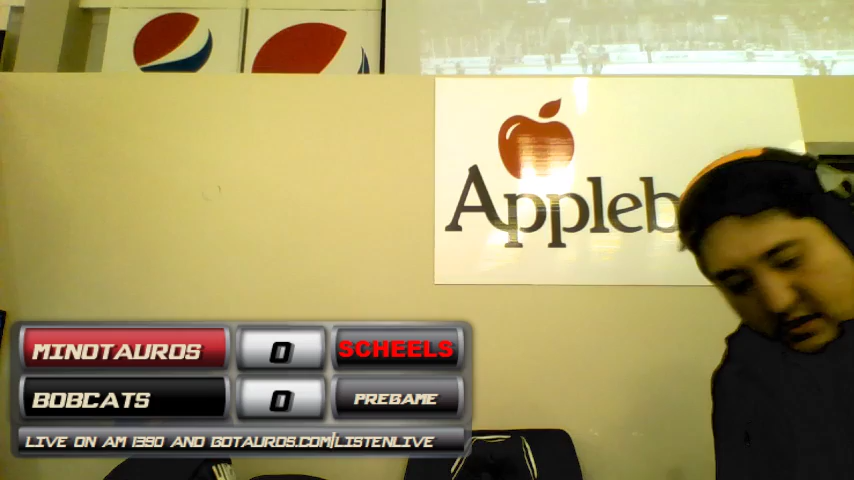 Appleb
MINOTAUROS 0 SCHEELS
BOBCATS 0 PREGAME
LIVE ON AM 1390 AND GOTAUROS.COM/LISTENLIVE